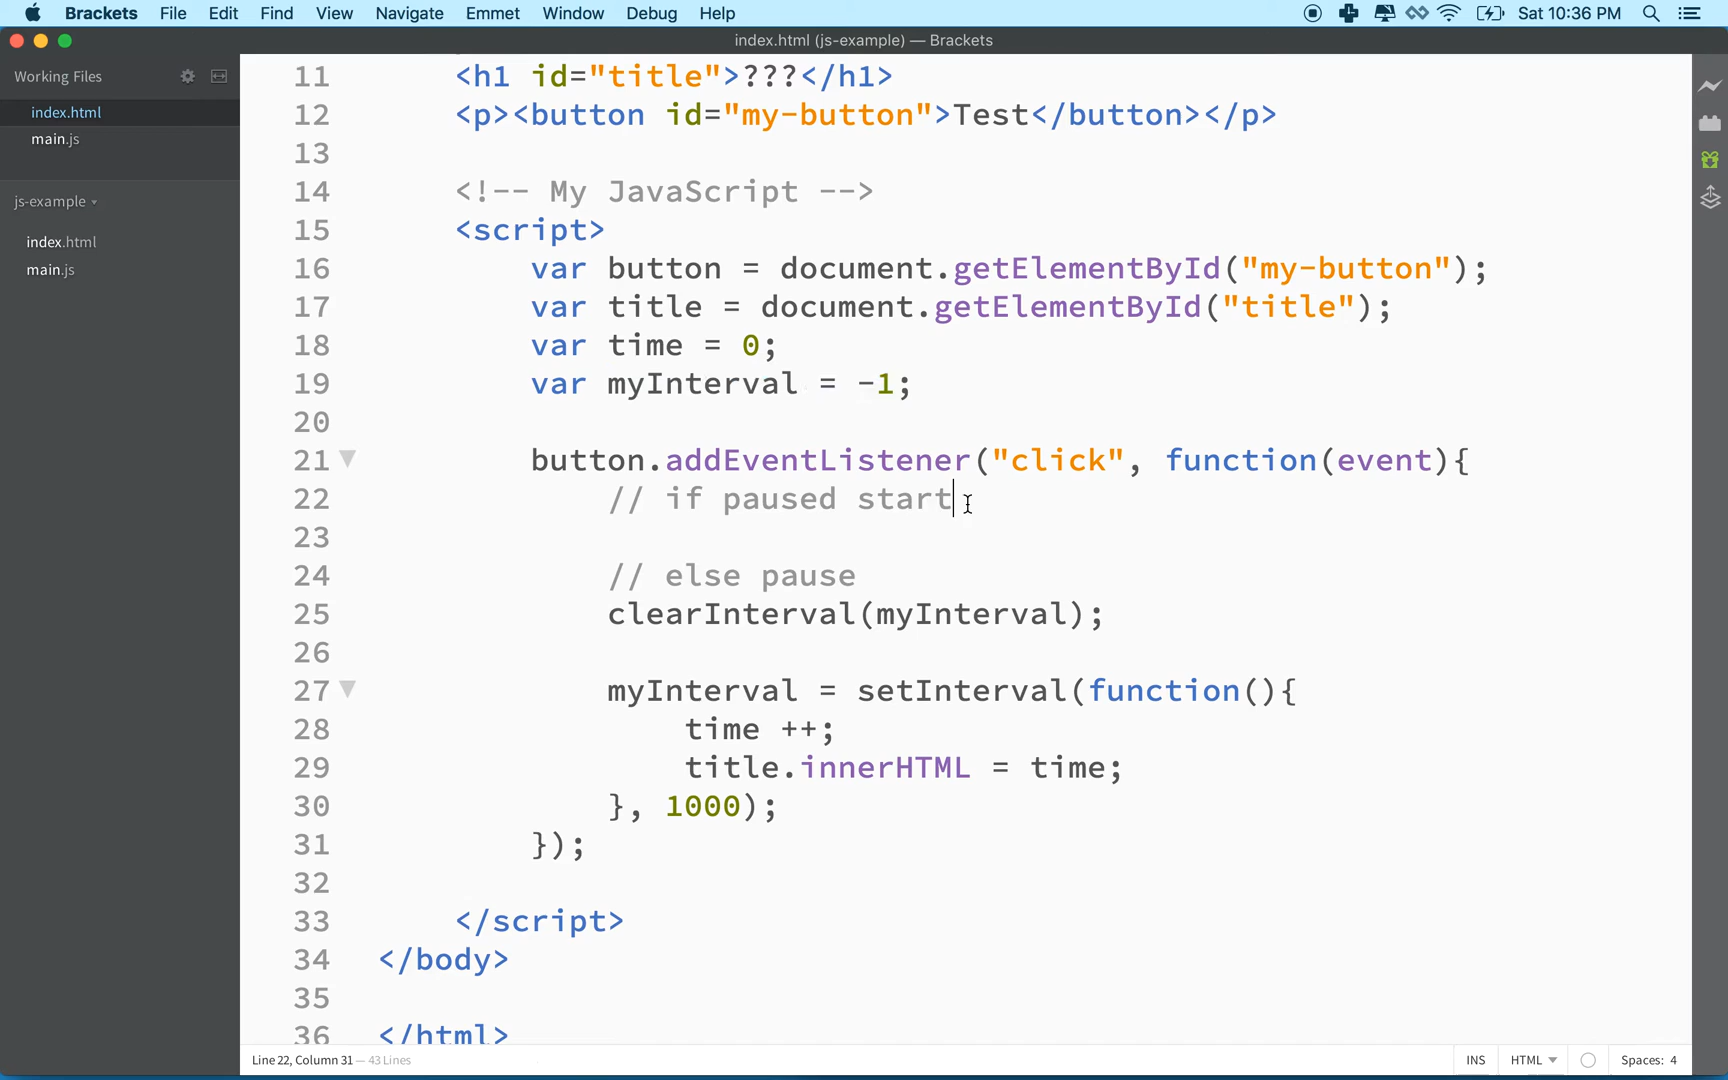 Brackets File Edit Find View Navigate Emmet Window Debug Help Sat 10:36 PM
index.html (js-example) — Brackets
Working Files
index.html
main.js
js-example
index.html
main.js
11 <h1 id="title">???</h1>
12 <p><button id="my-button">Test</button></p>
13
14 <!-- My JavaScript -->
15 <script>
16 var button = document.getElementById("my-button");
17 var title = document.getElementById("title");
18 var time = 0;
19 var myInterval = -1;
20
21 button.addEventListener("click", function(event){
22 // if paused start
23
24 // else pause
25 clearInterval(myInterval);
26
27 myInterval = setInterval(function(){
28 time ++;
29 title.innerHTML = time;
30 }, 1000);
31 });
32
33 </script>
34 </body>
35
36 </html>
Line 22, Column 31 — 43 Lines
INS HTML Spaces: 4